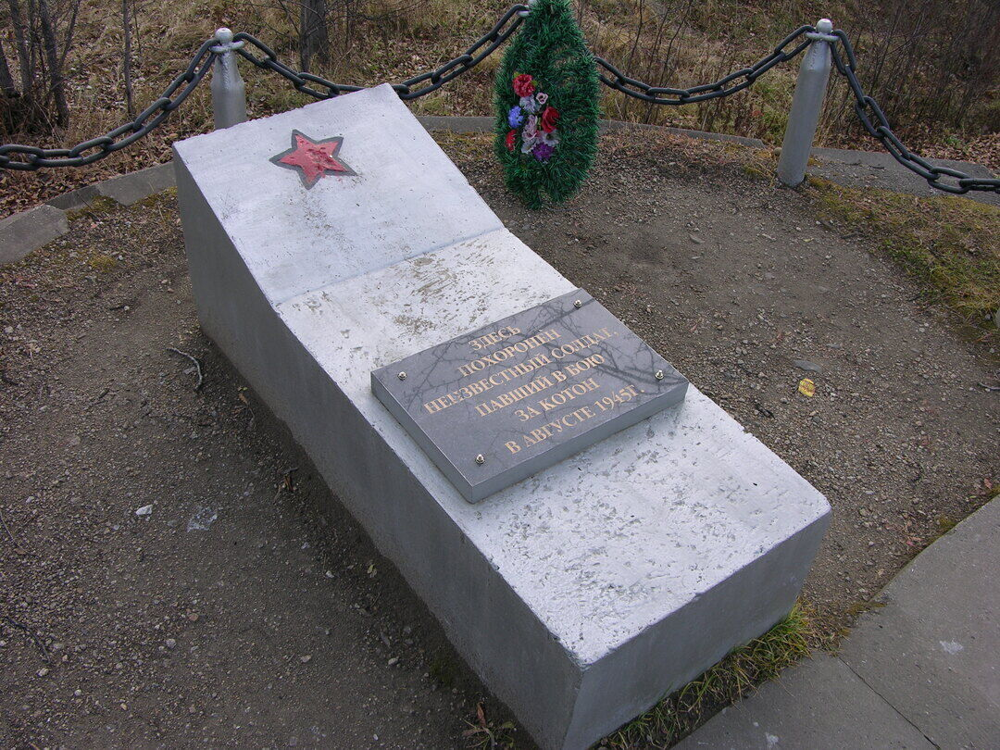 ЗДЕСЬ
ПОХОРОНЕН
НЕИЗВЕСТНЫЙ СОЛДАТ,
ПАВШИЙ В БОЮ
ЗА КОТОН
В АВГУСТЕ 1945Г.